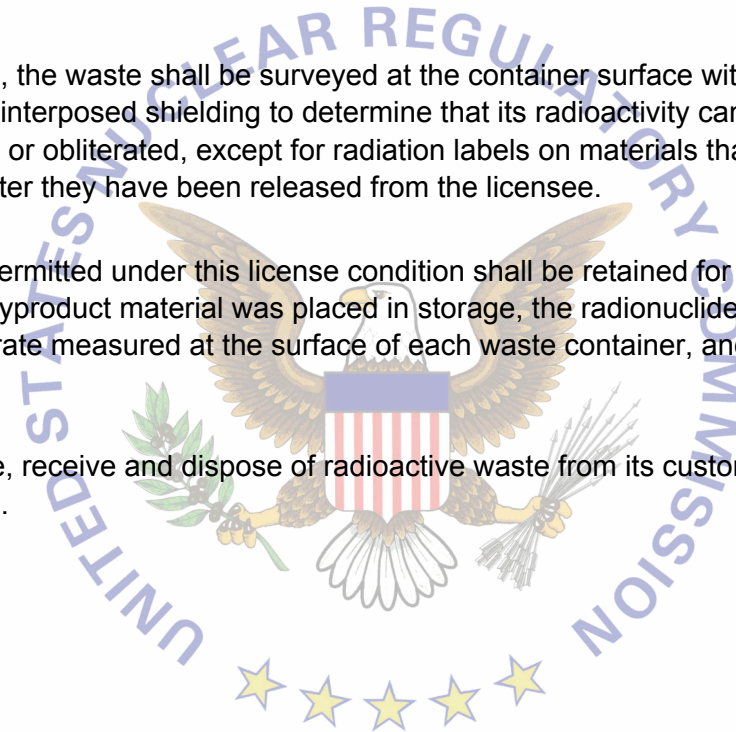 UNITED STATES NUCLEAR REGULATORY COMMISSION
, the waste shall be surveyed at the container surface wit
interposed shielding to determine that its radioactivity can
or obliterated, except for radiation labels on materials tha
ter they have been released from the licensee.
ermitted under this license condition shall be retained for
yproduct material was placed in storage, the radionuclide
rate measured at the surface of each waste container, and
e, receive and dispose of radioactive waste from its custom
.